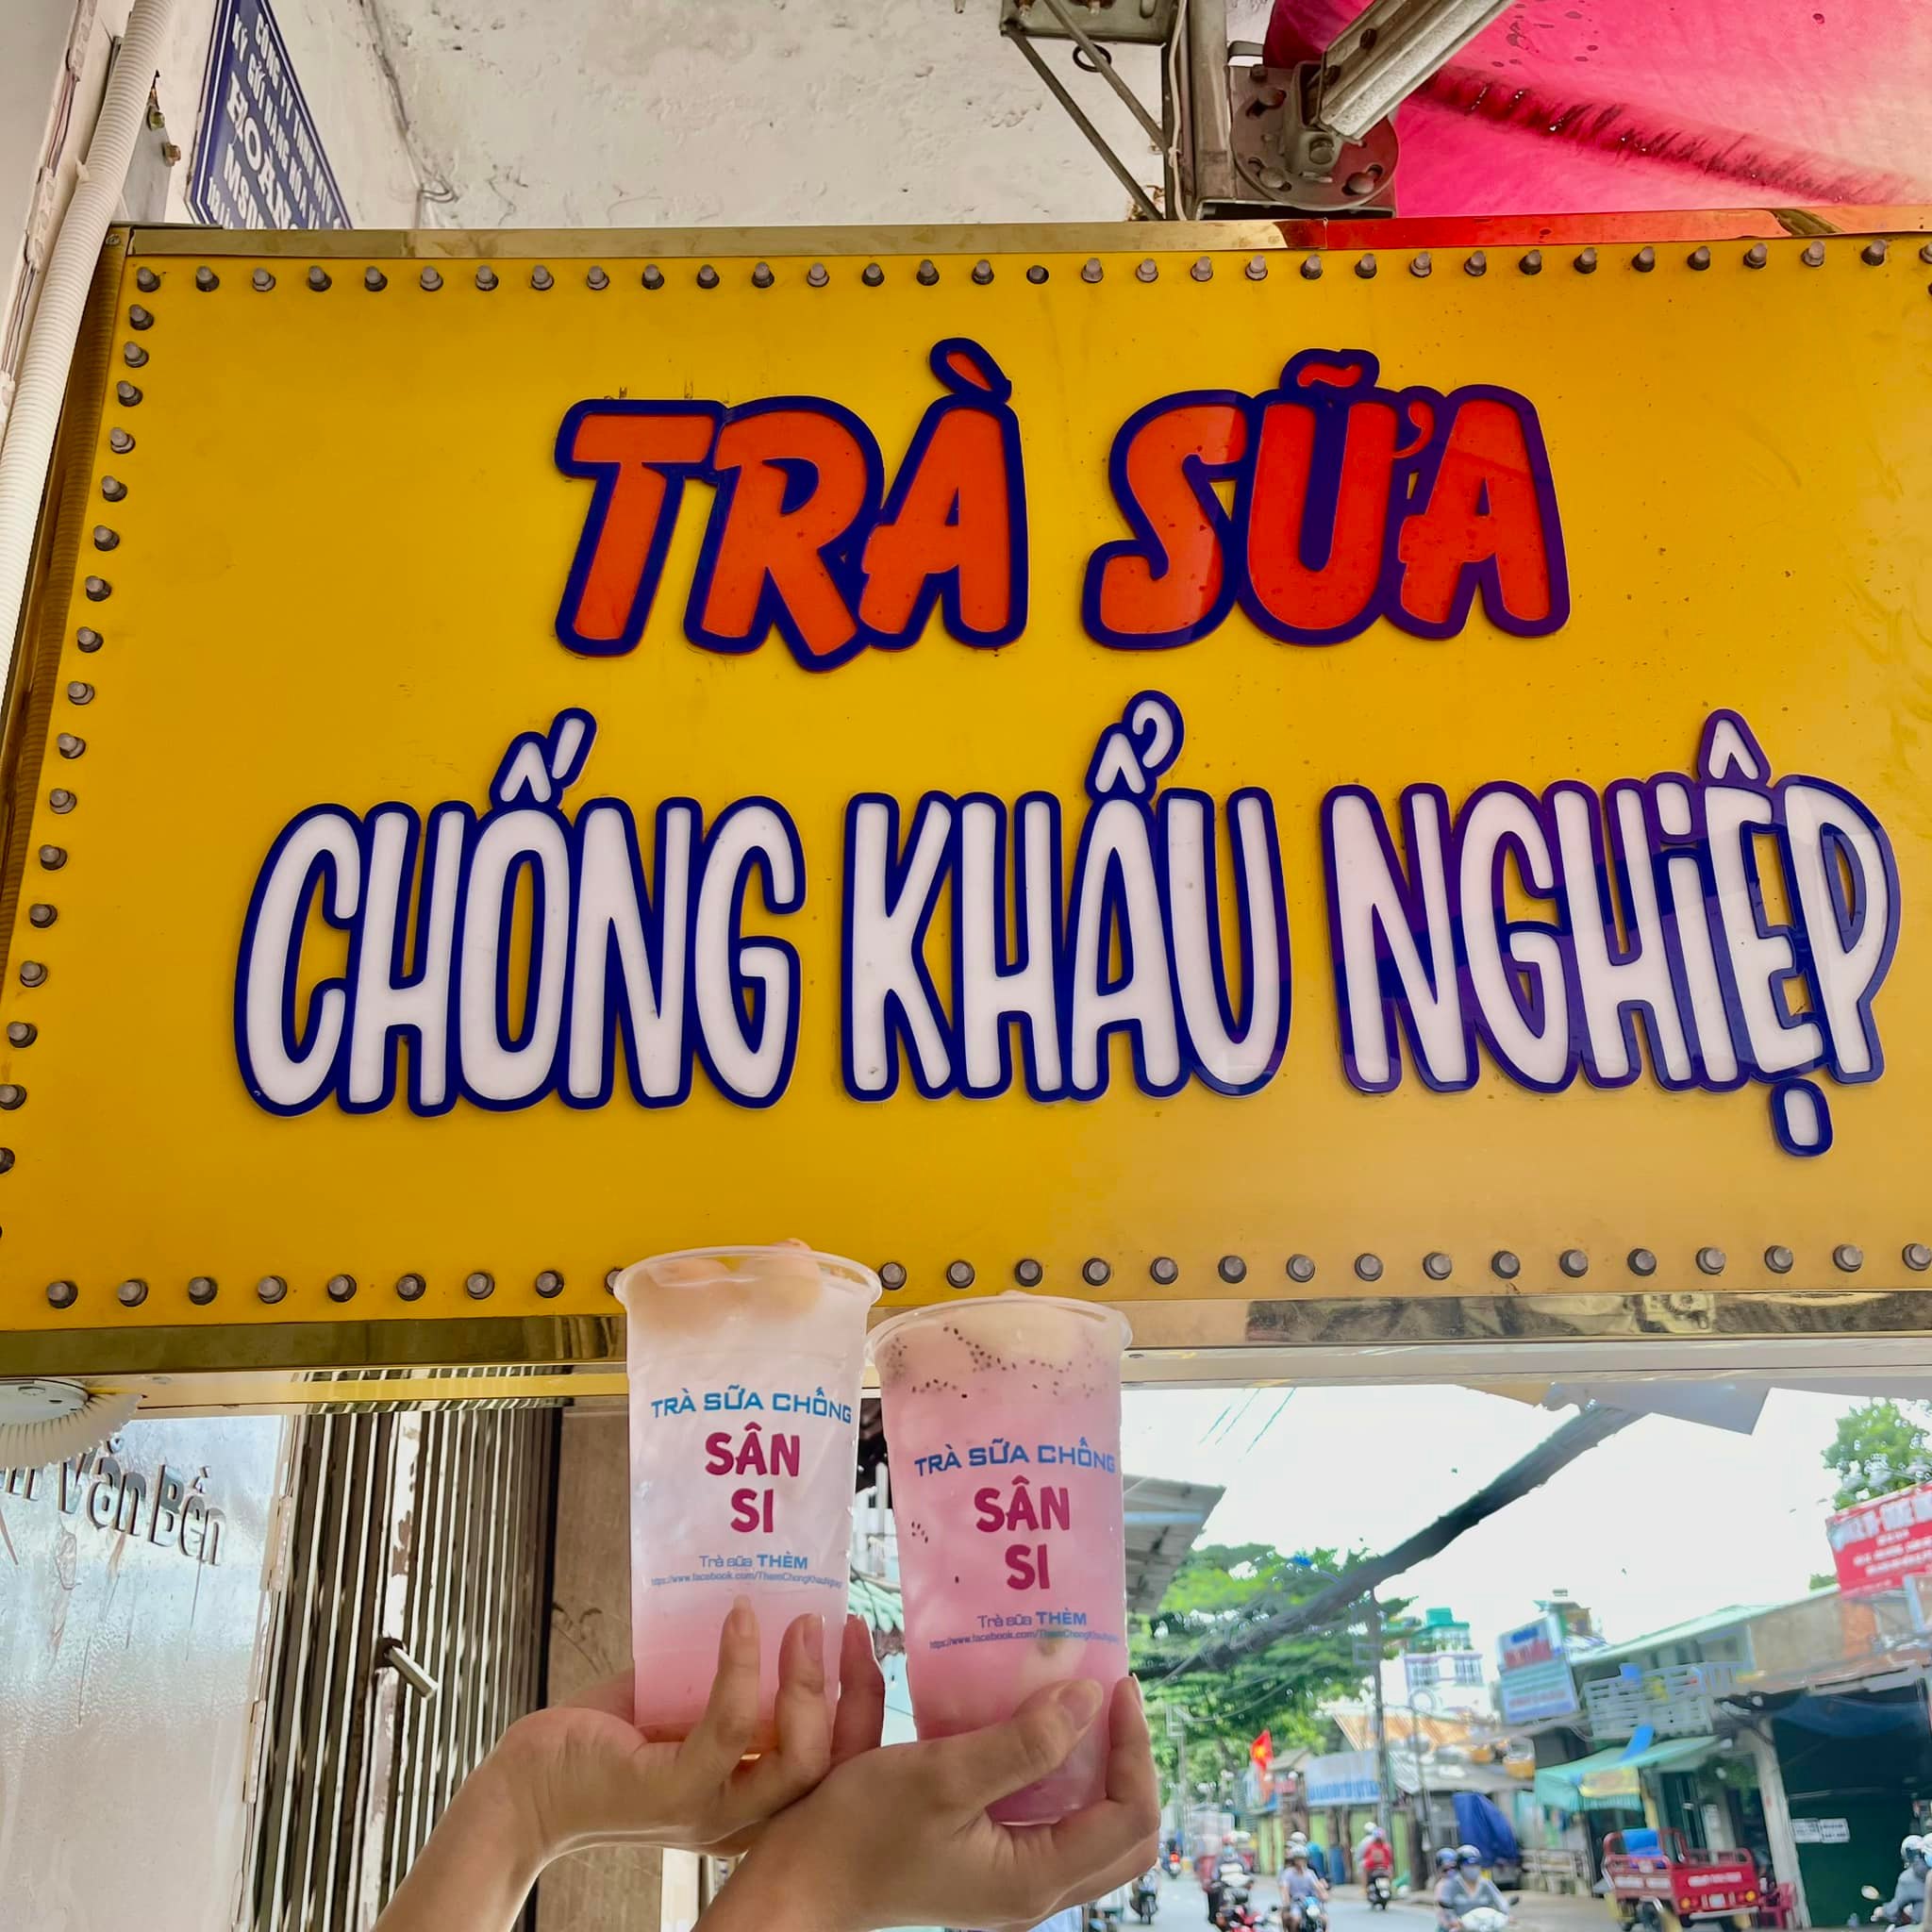 TRÀ SỮA
CHỐNG KHẨU NGHIỆP
TRÀ SỮA CHỐNG
SÂN
SI
Trà sữa THÈM
TRÀ SỮA CHỐNG
SÂN
SI
Trà sữa THÈM
Văn Bền